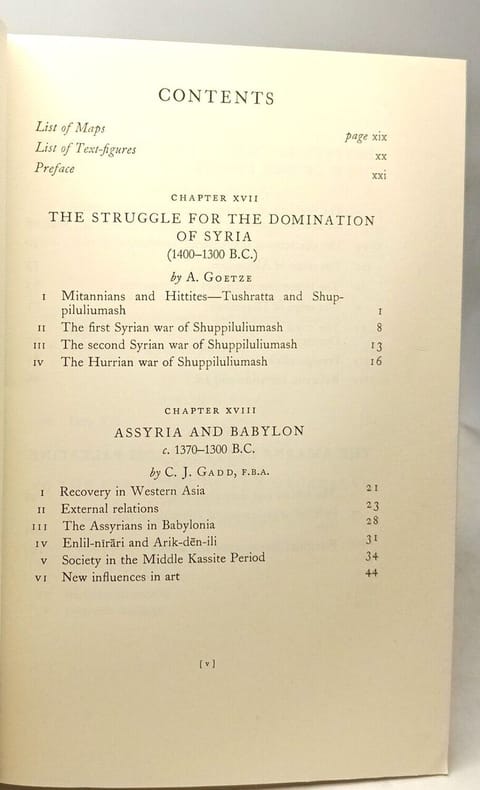 CONTENTS
List of Maps page xix
List of Text-figures xx
Preface xxi
CHAPTER XVII
THE STRUGGLE FOR THE DOMINATION
OF SYRIA
(1400–1300 B.C.)
by A. Goetze
I Mitannians and Hittites—Tushratta and Shup-
piluliumash 1
II The first Syrian war of Shuppiluliumash 8
III The second Syrian war of Shuppiluliumash 13
IV The Hurrian war of Shuppiluliumash 16
CHAPTER XVIII
ASSYRIA AND BABYLON
c. 1370–1300 B.C.
by C. J. Gadd, F.B.A.
I Recovery in Western Asia 21
II External relations 23
III The Assyrians in Babylonia 28
IV Enlil-nīrāri and Arik-dēn-ili 31
V Society in the Middle Kassite Period 34
VI New influences in art 44
[v]